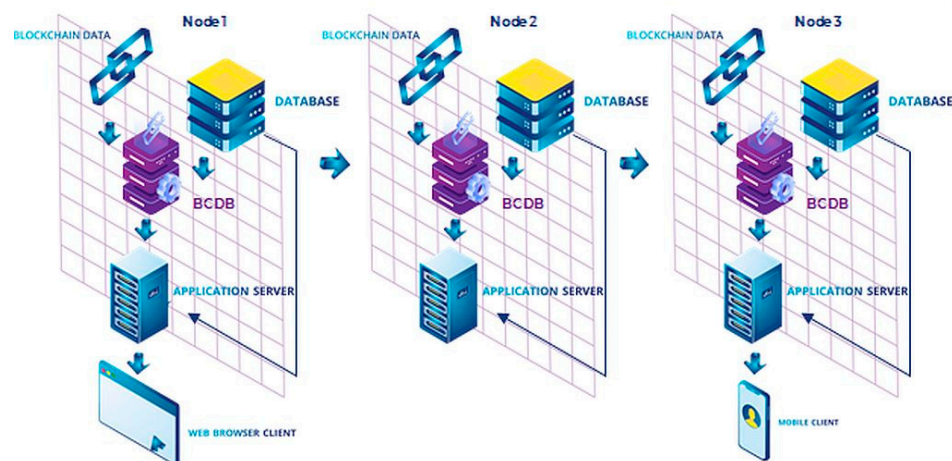 Node1
Node2
Node3
BLOCKCHAIN DATA
BLOCKCHAIN DATA
BLOCKCHAIN DATA
DATABASE
DATABASE
DATABASE
BCDB
BCDB
BCDB
APPLICATION SERVER
APPLICATION SERVER
APPLICATION SERVER
WEB BROWSER CLIENT
MOBILE CLIENT